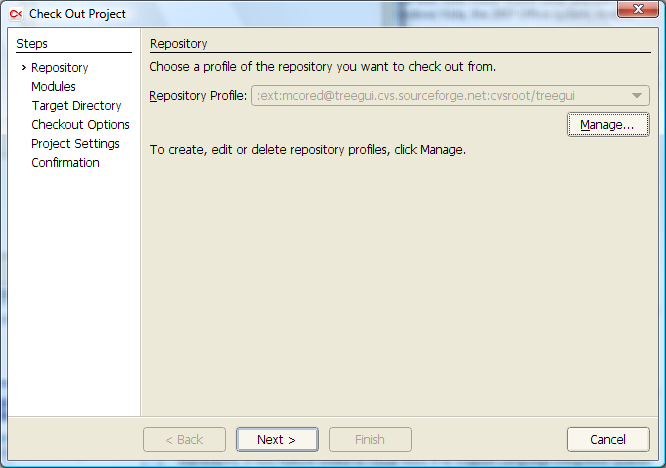 Check Out Project
Steps
> Repository
Modules
Target Directory
Checkout Options
Project Settings
Confirmation
Repository
Choose a profile of the repository you want to check out from.
Repository Profile: :ext:mcored@treegui.cvs.sourceforge.net:cvsroot/treegui
Manage...
To create, edit or delete repository profiles, click Manage.
< Back Next > Finish Cancel